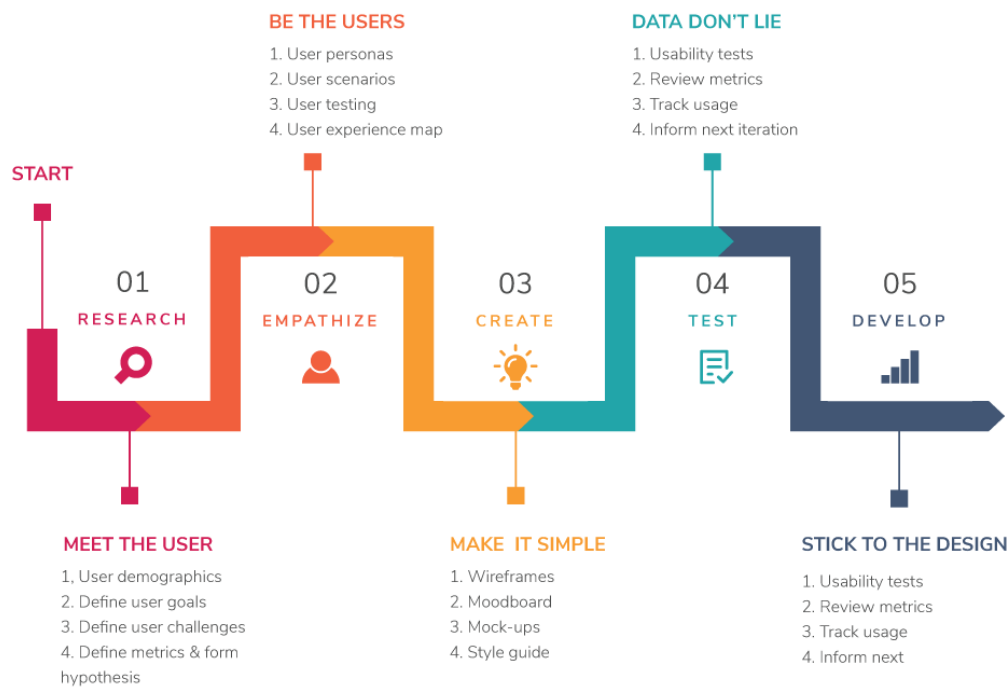 BE THE USERS
1. User personas
2. User scenarios
3. User testing
4. User experience map
DATA DON'T LIE
1. Usability tests
2. Review metrics
3. Track usage
4. Inform next iteration
START
01
RESEARCH
02
EMPATHIZE
03
CREATE
04
TEST
05
DEVELOP
MEET THE USER
1, User demographics
2. Define user goals
3. Define user challenges
4. Define metrics & form
hypothesis
MAKE IT SIMPLE
1. Wireframes
2. Moodboard
3. Mock-ups
4. Style guide
STICK TO THE DESIGN
1. Usability tests
2. Review metrics
3. Track usage
4. Inform next